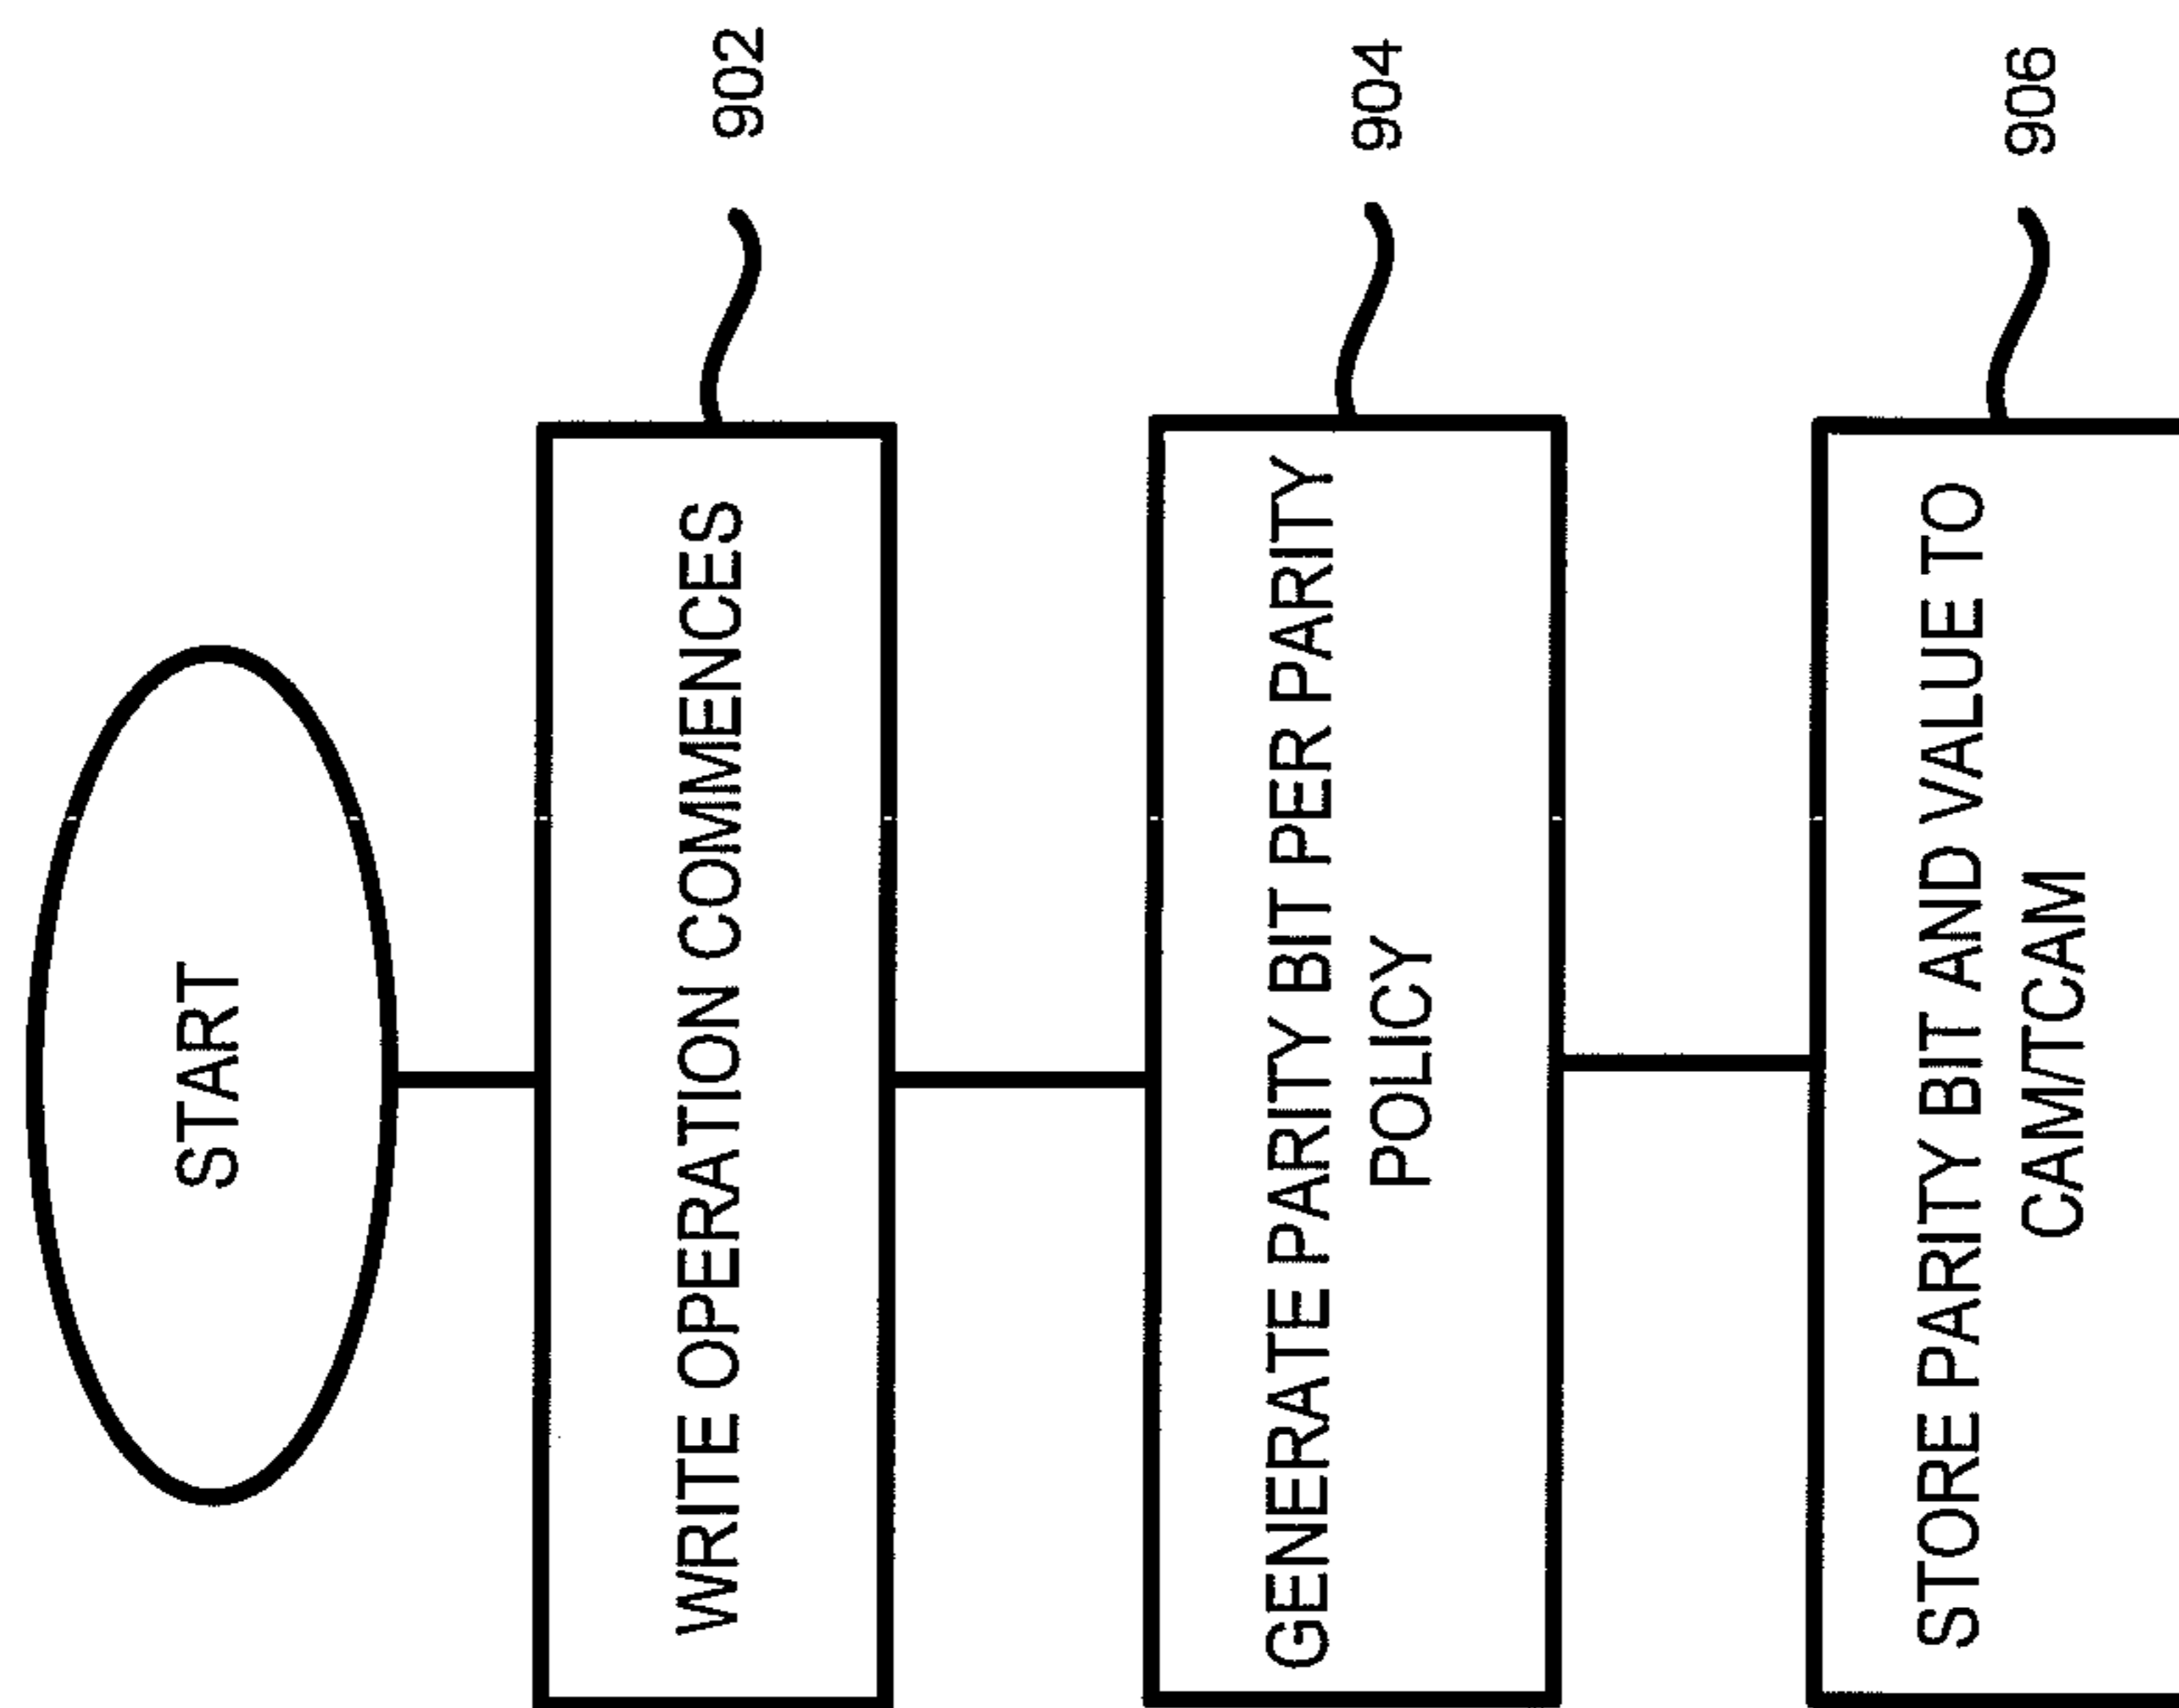 START
WRITE OPERATION COMMENCES
902
GENERATE PARITY BIT PER PARITY
POLICY
904
STORE PARITY BIT AND VALUE TO
CAM/TCAM
906